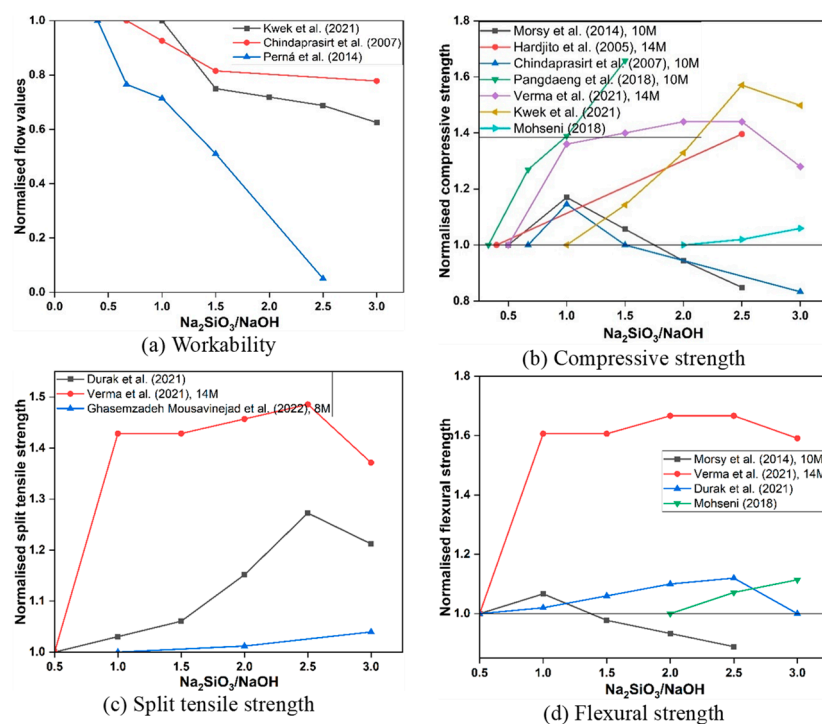 Normalised flow values
1.0
0.8
0.6
0.4
0.2
0.0
Kwek et al. (2021)
Chindaprasirt et al. (2007)
Perná et al. (2014)
0.0 0.5 1.0 1.5 2.0 2.5 3.0
Na₂SiO₃/NaOH
(a) Workability
Normalised compressive strength
1.8
1.6
1.4
1.2
1.0
0.8
Morsy et al. (2014), 10M
Hardjito et al. (2005), 14M
Chindaprasirt et al. (2007), 10M
Pangdaeng et al. (2018), 10M
Verma et al. (2021), 14M
Kwek et al. (2021)
Mohseni (2018)
0.5 1.0 1.5 2.0 2.5 3.0
Na₂SiO₃/NaOH
(b) Compressive strength
Normalised split tensile strength
1.5
1.4
1.3
1.2
1.1
1.0
Durak et al. (2021)
Verma et al. (2021), 14M
Ghasemzadeh Mousavinejad et al. (2022), 8M
0.5 1.0 1.5 2.0 2.5 3.0
Na₂SiO₃/NaOH
(c) Split tensile strength
Normalised flexural strength
1.8
1.6
1.4
1.2
1.0
Morsy et al. (2014), 10M
Verma et al. (2021), 14M
Durak et al. (2021)
Mohseni (2018)
0.5 1.0 1.5 2.0 2.5 3.0
Na₂SiO₃/NaOH
(d) Flexural strength